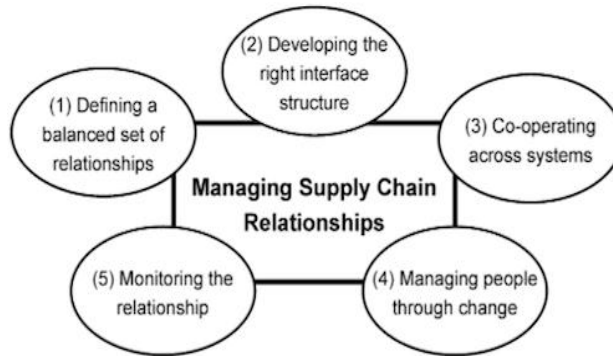 (2) Developing the
right interface
structure
(1) Defining a
balanced set of
relationships
(3) Co-operating
across systems
Managing Supply Chain
Relationships
(5) Monitoring the
relationship
(4) Managing people
through change